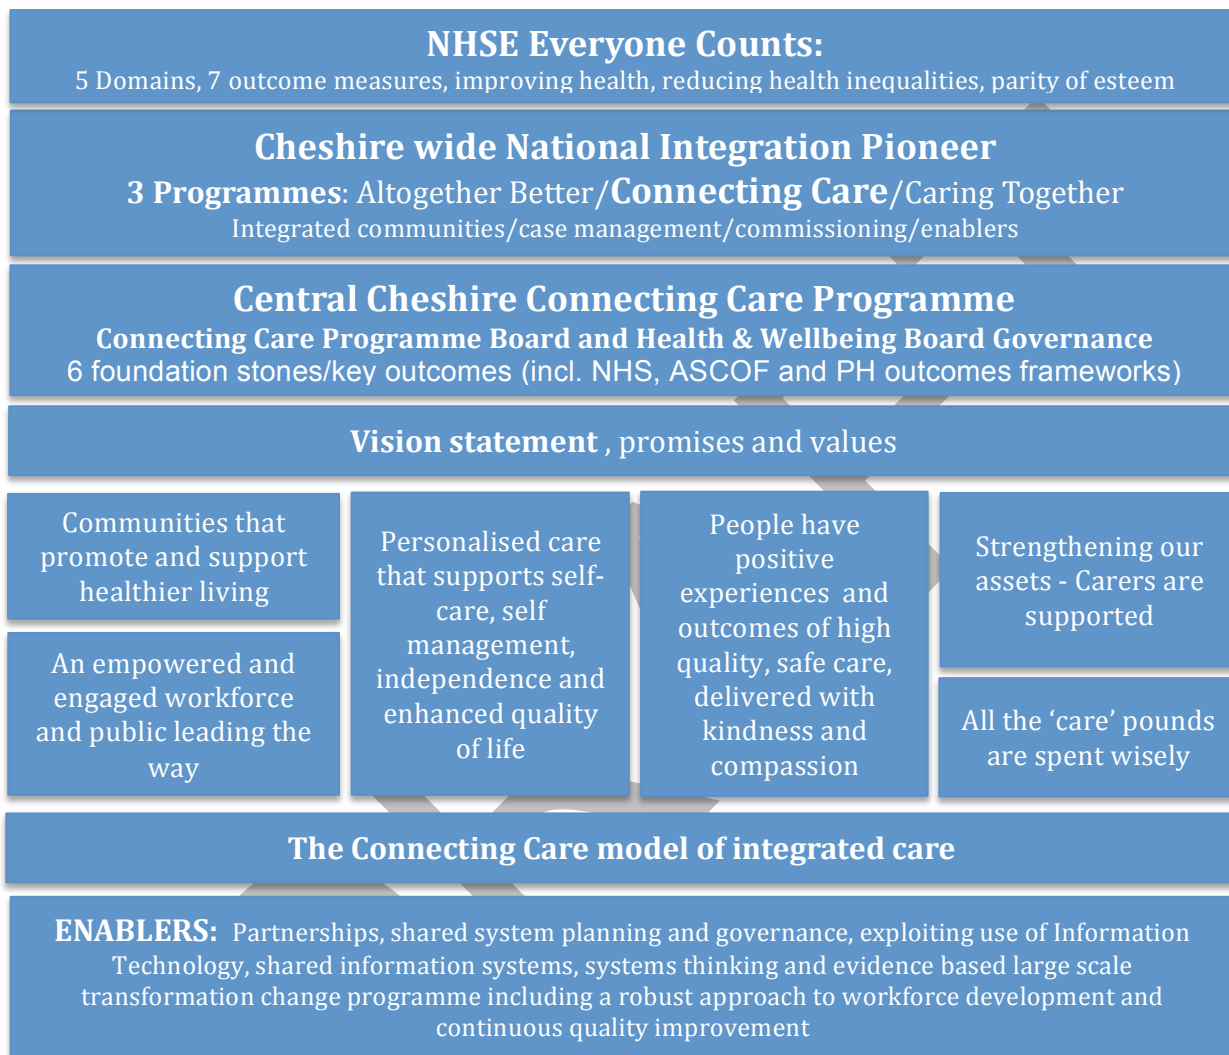 NHSE Everyone Counts:
5 Domains, 7 outcome measures, improving health, reducing health inequalities, parity of esteem
Cheshire wide National Integration Pioneer
3 Programmes: Altogether Better/Connecting Care/Caring Together
Integrated communities/case management/commissioning/enablers
Central Cheshire Connecting Care Programme
Connecting Care Programme Board and Health & Wellbeing Board Governance
6 foundation stones/key outcomes (incl. NHS, ASCOF and PH outcomes frameworks)
Vision statement , promises and values
Communities that
promote and support
healthier living
An empowered and
engaged workforce
and public leading the
way
Personalised care
that supports self-
care, self
management,
independence and
enhanced quality
of life
People have
positive
experiences and
outcomes of high
quality, safe care,
delivered with
kindness and
compassion
Strengthening our
assets - Carers are
supported
All the ‘care’ pounds
are spent wisely
The Connecting Care model of integrated care
ENABLERS: Partnerships, shared system planning and governance, exploiting use of Information
Technology, shared information systems, systems thinking and evidence based large scale
transformation change programme including a robust approach to workforce development and
continuous quality improvement